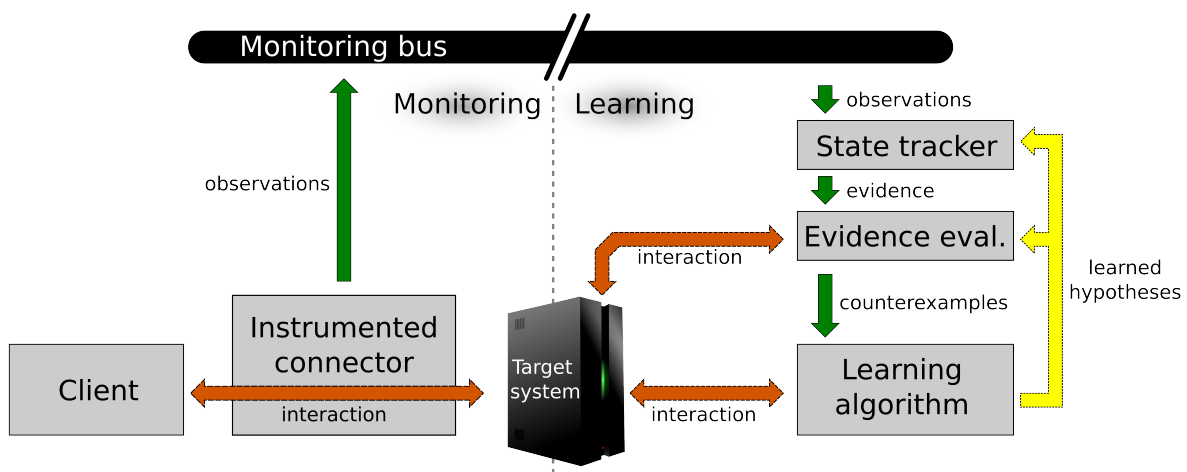 Monitoring bus
Monitoring
Learning
observations
observations
State tracker
evidence
Evidence eval.
interaction
learned
hypotheses
counterexamples
Instrumented
connector
Client
interaction
Target
system
interaction
Learning
algorithm